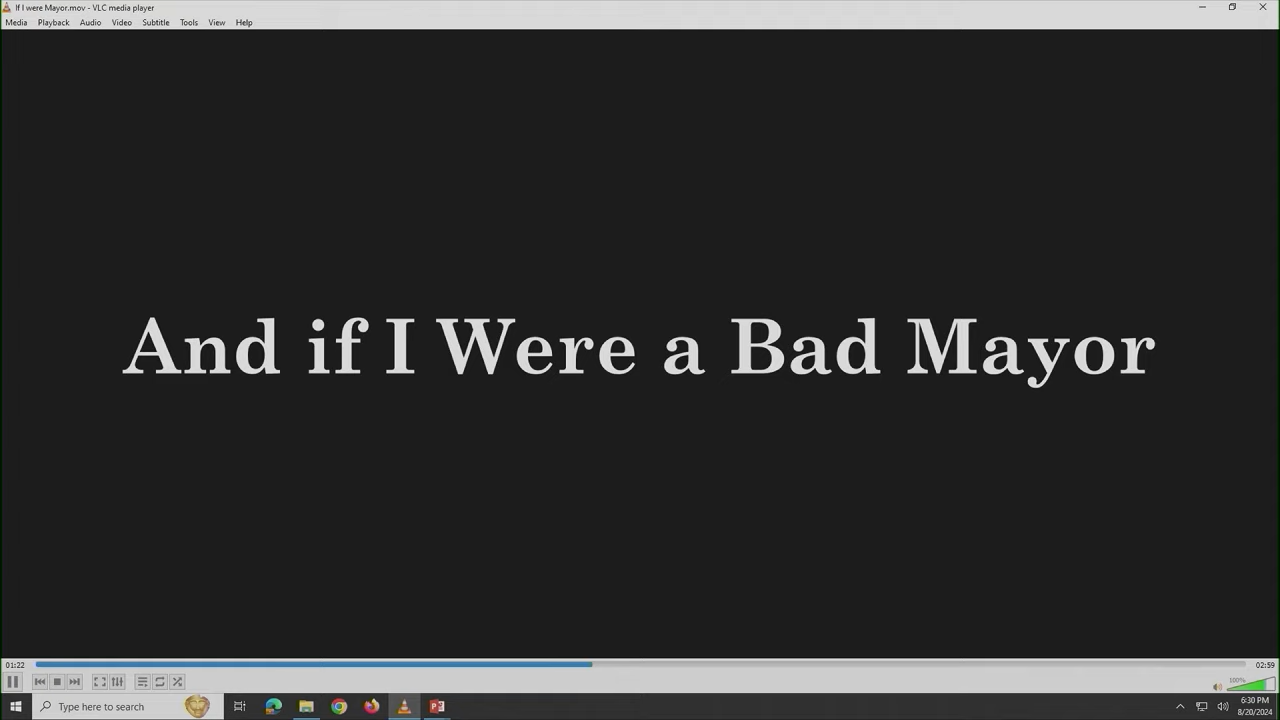 If I were Mayor.mov - VLC media player
Media Playback Audio Video Subtitle Tools View Help
And if I Were a Bad Mayor
01:22 02:59
100%
Type here to search
6:30 PM
8/20/2024